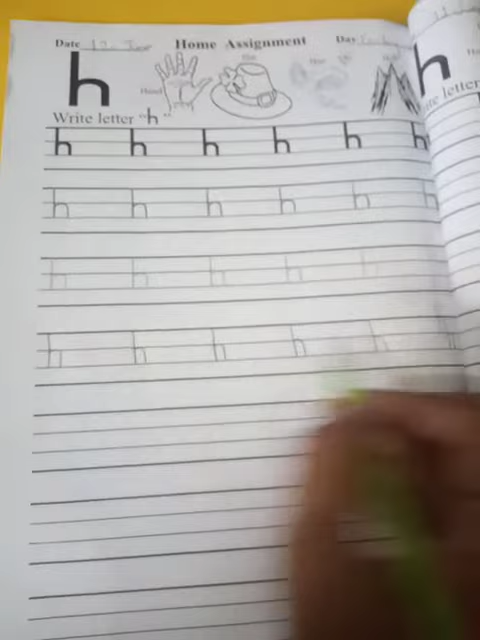 Date Home Assignment Day
h h
Hand Hat
Write letter "h"
h h h h h h
h h h h h h
h h h h h
h h h h h h